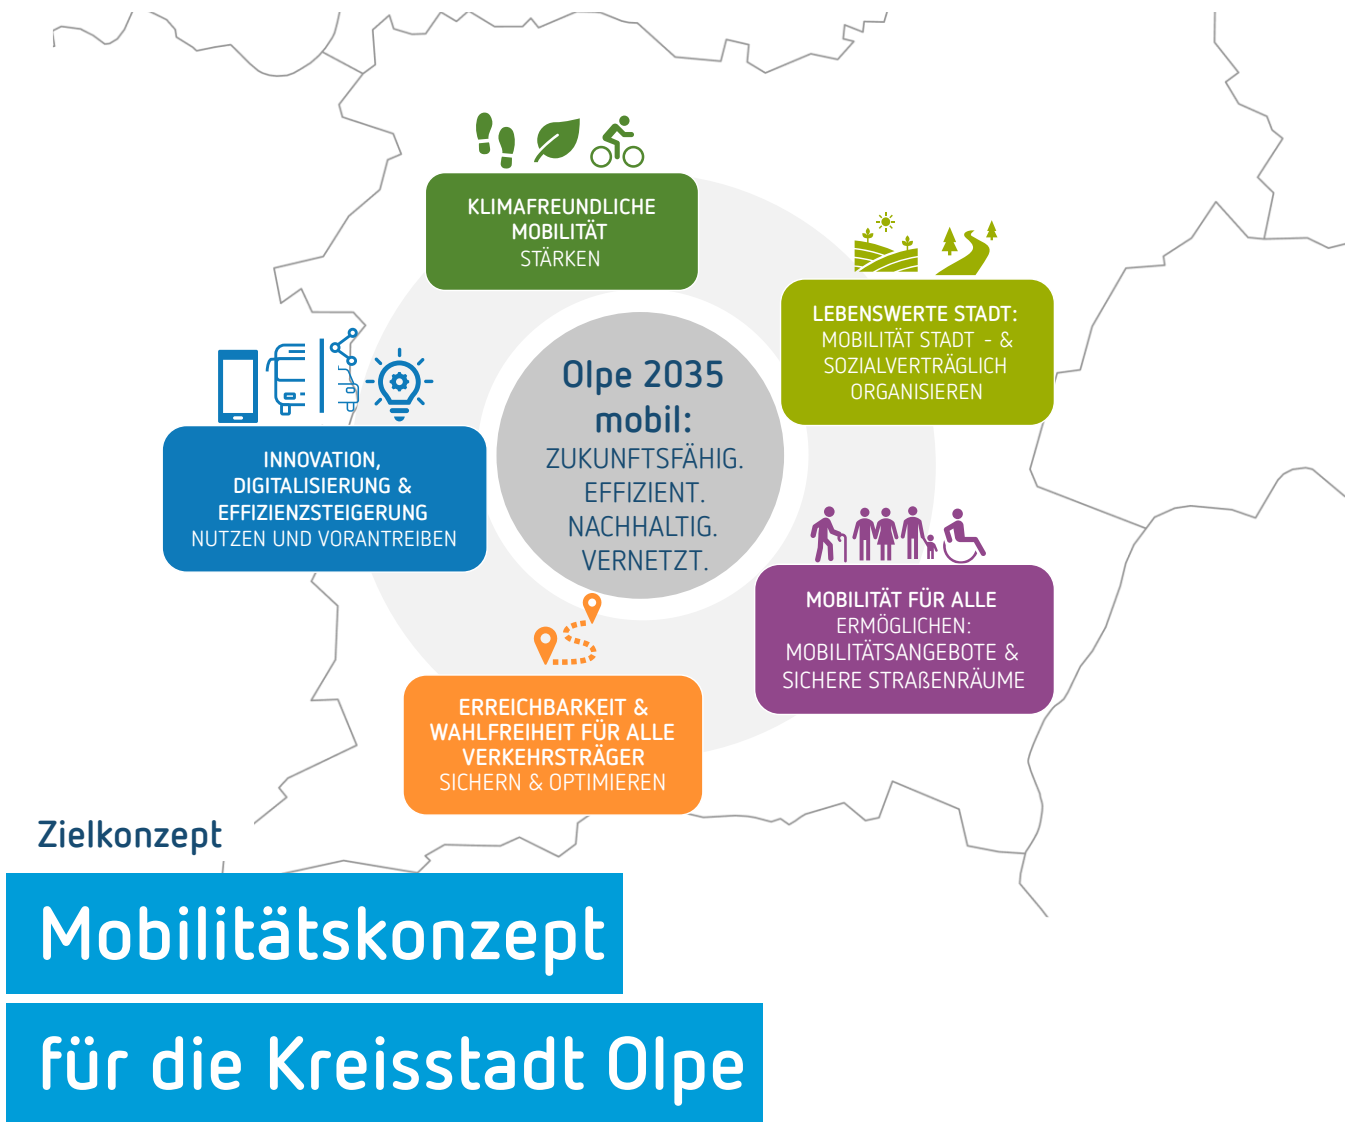 KLIMAFREUNDLICHE
MOBILITÄT
STÄRKEN
LEBENSWERTE STADT:
MOBILITÄT STADT - &
SOZIALVERTRÄGLICH
ORGANISIEREN
Olpe 2035
mobil:
ZUKUNFTSFÄHIG.
EFFIZIENT.
NACHHALTIG.
VERNETZT.
INNOVATION,
DIGITALISIERUNG &
EFFIZIENZSTEIGERUNG
NUTZEN UND VORANTREIBEN
MOBILITÄT FÜR ALLE
ERMÖGLICHEN:
MOBILITÄTSANGEBOTE &
SICHERE STRAßENRÄUME
ERREICHBARKEIT &
WAHLFREIHEIT FÜR ALLE
VERKEHRSTRÄGER
SICHERN & OPTIMIEREN
Zielkonzept
Mobilitätskonzept
für die Kreisstadt Olpe